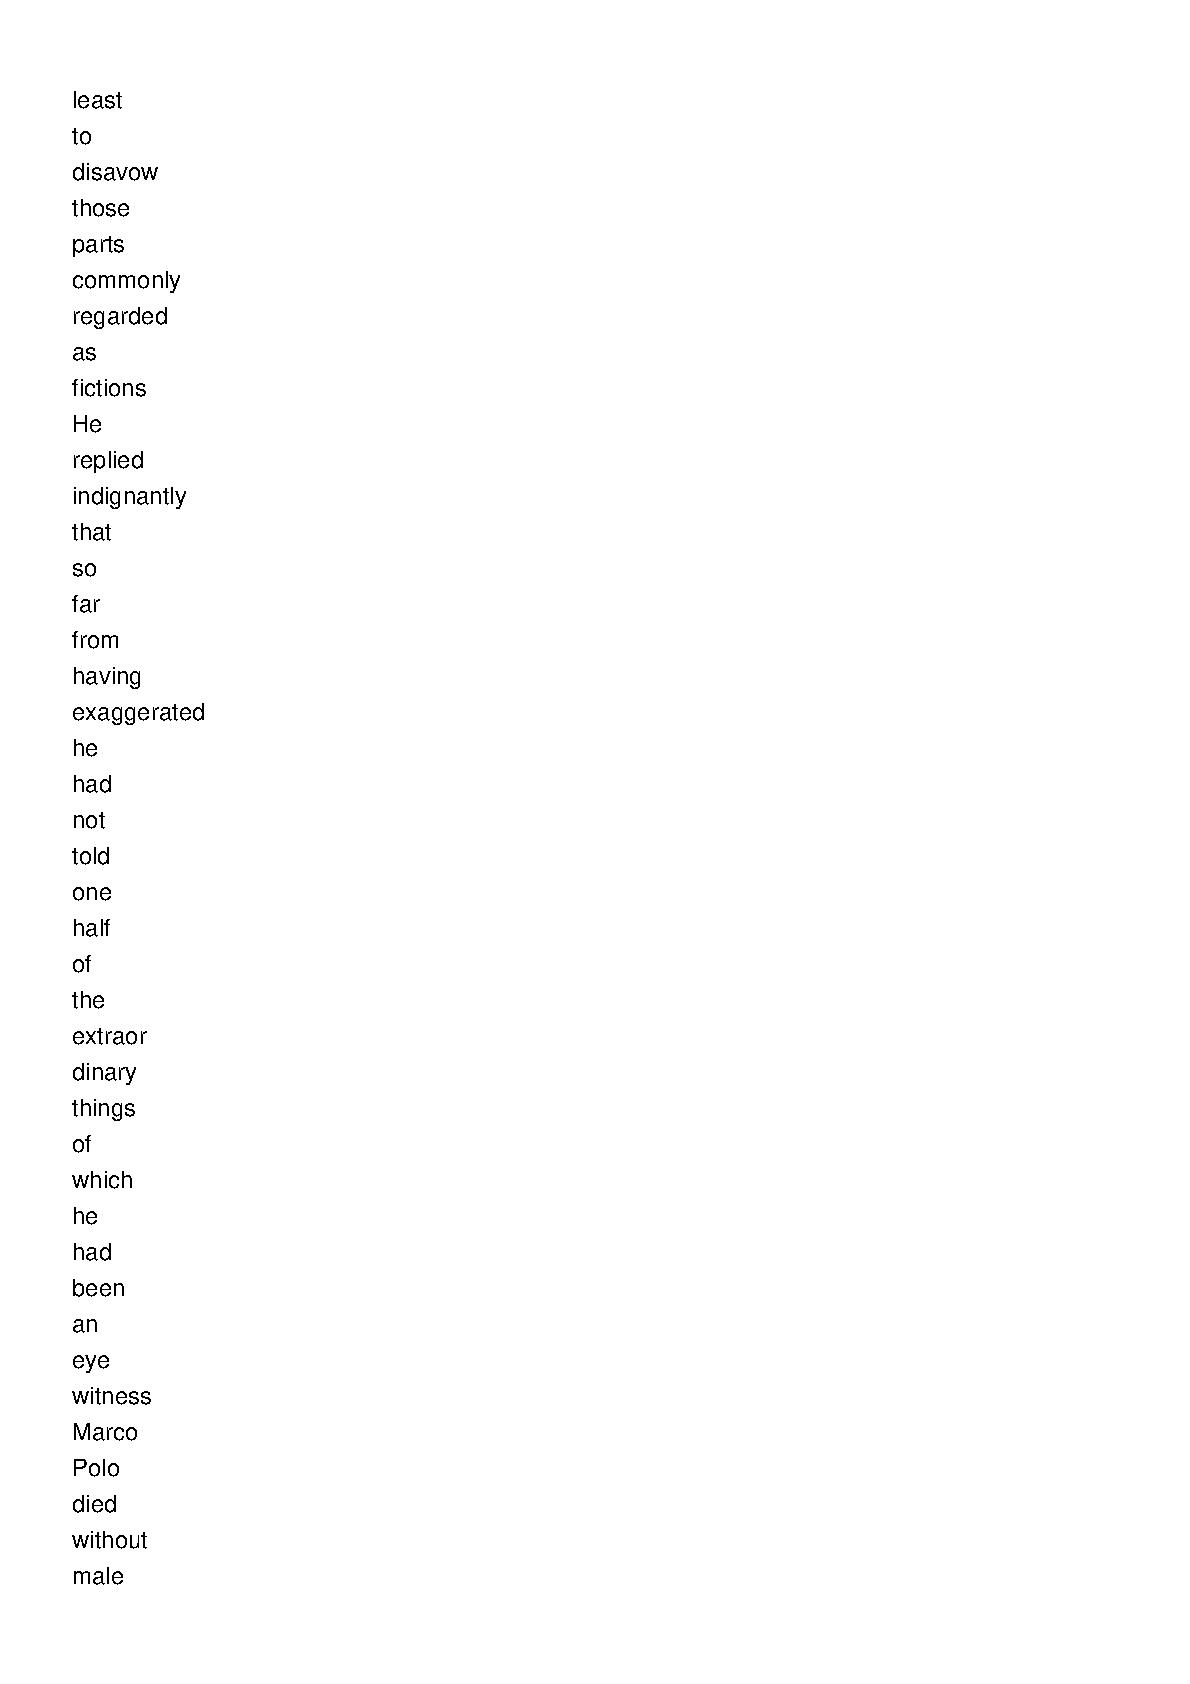 least
to
disavow
those
parts
commonly
regarded
as
fictions
He
replied
indignantly
that
so
far
from
having
exaggerated
he
had
not
told
one
half
of
the
extraor
dinary
things
of
which
he
had
been
an
eye
witness
Marco
Polo
died
without
male